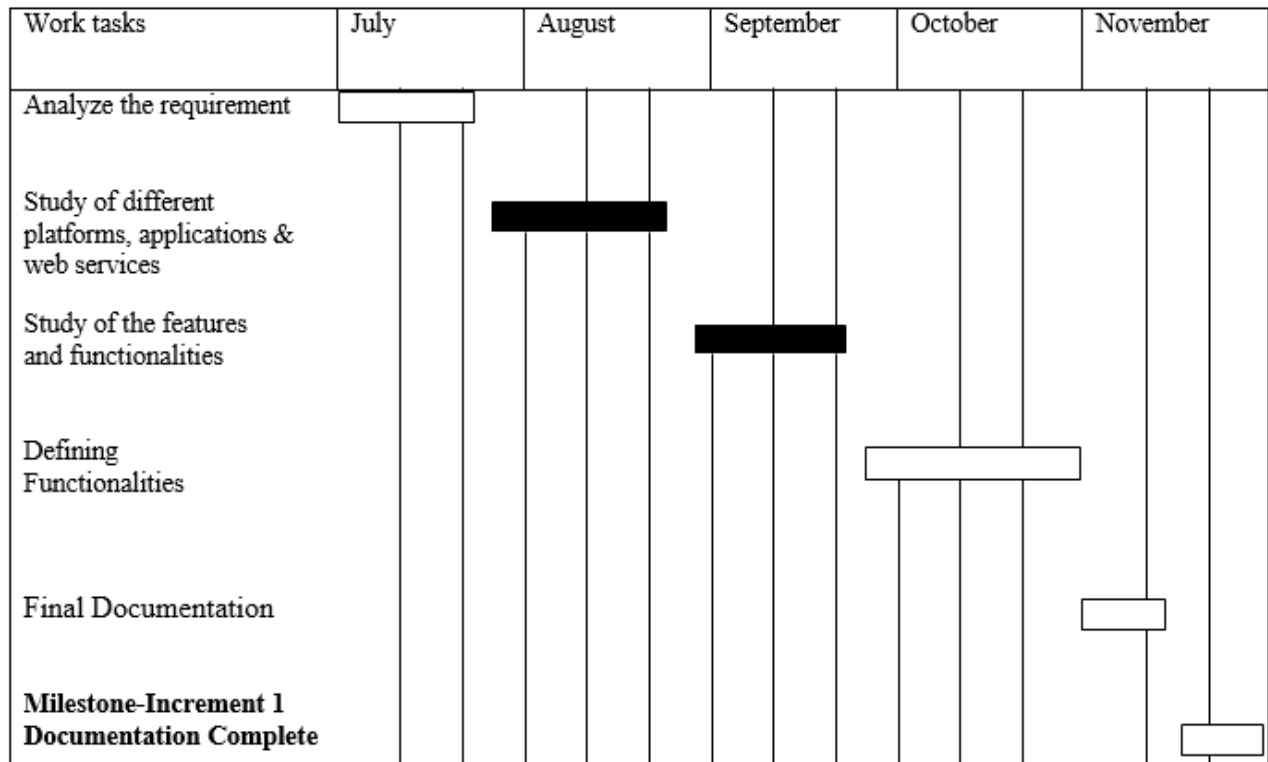 Work tasks July August September October November
Analyze the requirement
Study of different
platforms, applications &
web services
Study of the features
and functionalities
Defining
Functionalities
Final Documentation
Milestone-Increment 1
Documentation Complete